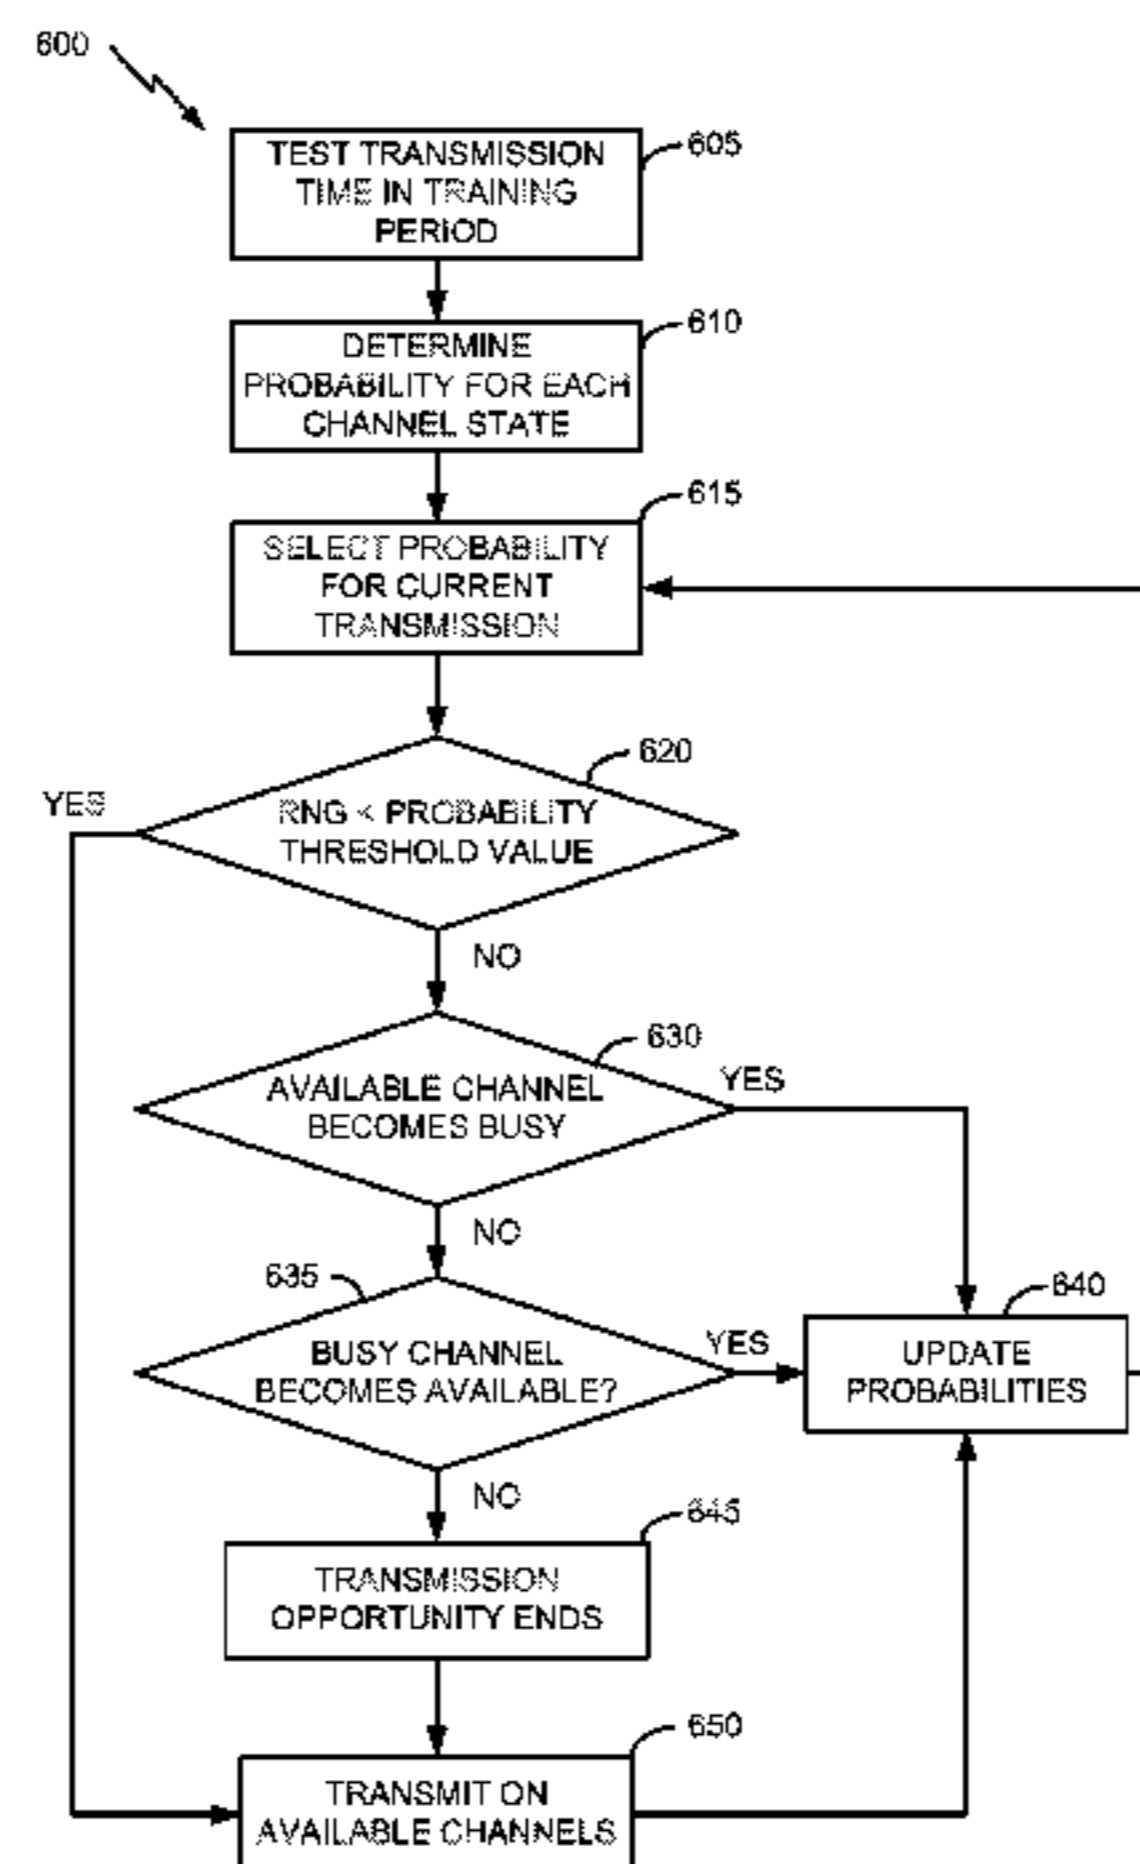 600
605
TEST TRANSMISSION
TIME IN TRAINING
PERIOD
610
DETERMINE
PROBABILITY FOR EACH
CHANNEL STATE
615
SELECT PROBABILITY
FOR CURRENT
TRANSMISSION
620
YES
RNG < PROBABILITY
THRESHOLD VALUE
NO
630
AVAILABLE CHANNEL
BECOMES BUSY
YES
NO
635
BUSY CHANNEL
BECOMES AVAILABLE?
YES
640
UPDATE
PROBABILITIES
NO
645
TRANSMISSION
OPPORTUNITY ENDS
650
TRANSMIT ON
AVAILABLE CHANNELS